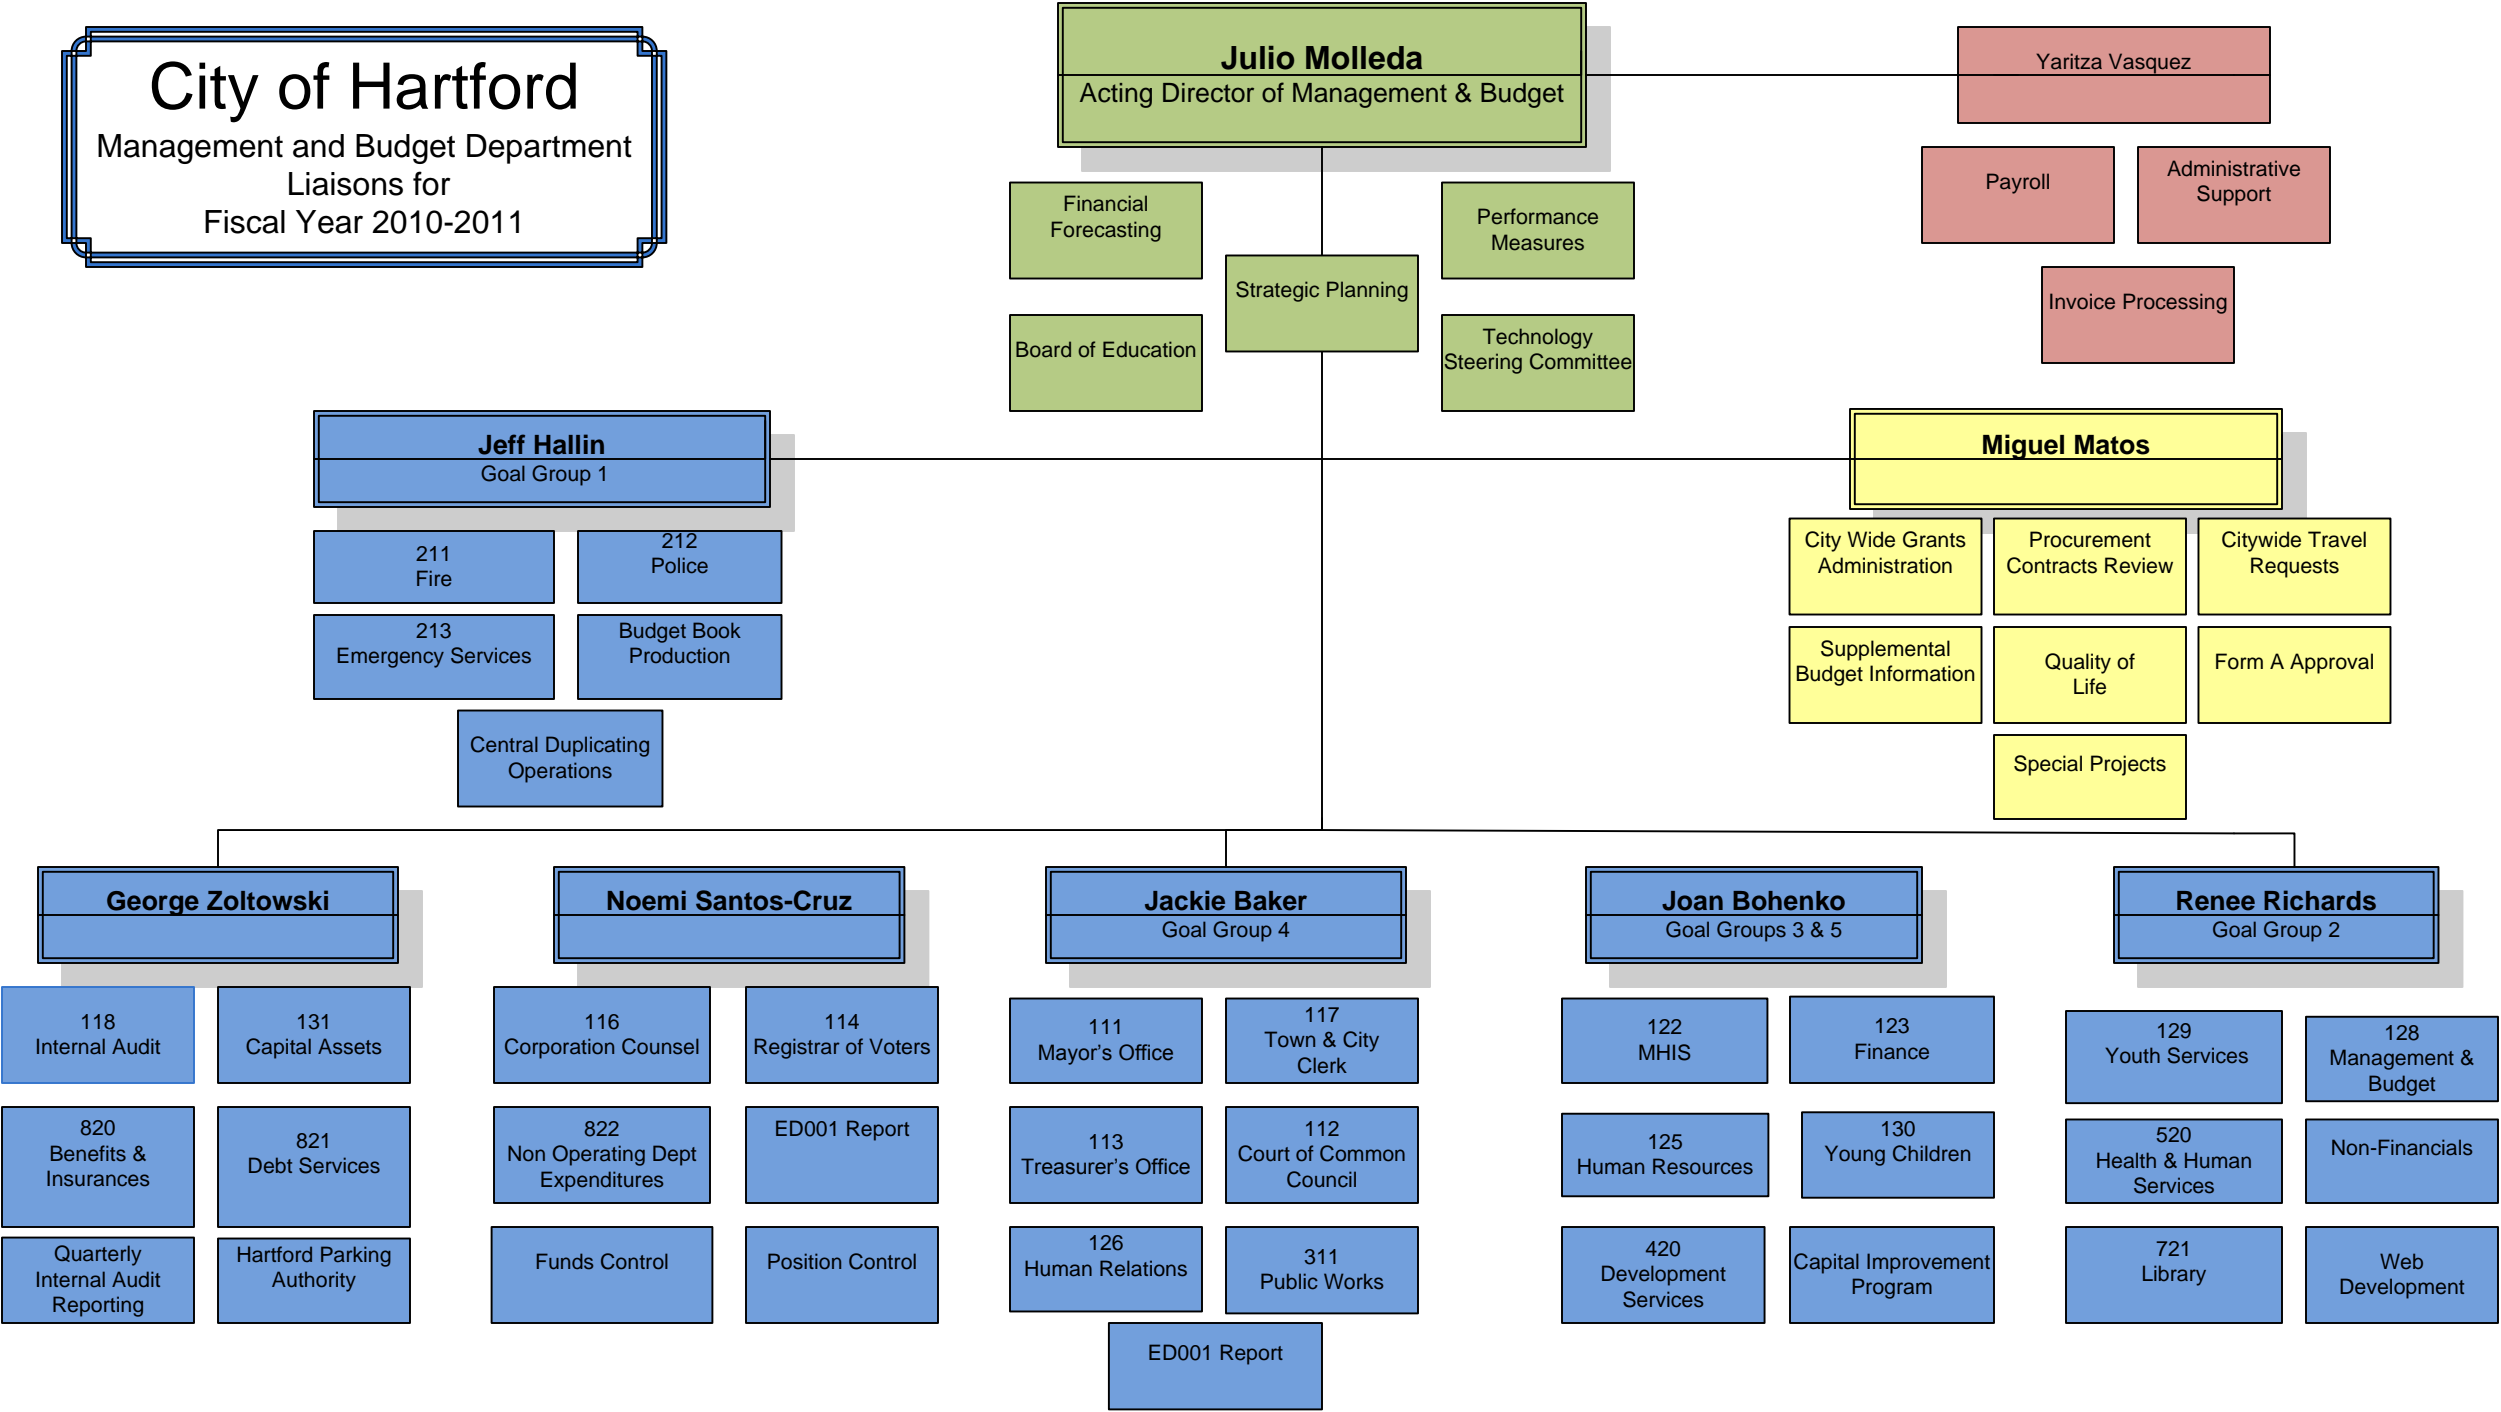 City of Hartford
Management and Budget Department
Liaisons for
Fiscal Year 2010-2011
Julio Molleda
Acting Director of Management & Budget
Yaritza Vasquez
Payroll
Administrative
Support
Invoice Processing
Financial
Forecasting
Performance
Measures
Strategic Planning
Board of Education
Technology
Steering Committee
Jeff Hallin
Goal Group 1
211
Fire
212
Police
213
Emergency Services
Budget Book
Production
Central Duplicating
Operations
Miguel Matos
City Wide Grants
Administration
Procurement
Contracts Review
Citywide Travel
Requests
Supplemental
Budget Information
Quality of
Life
Form A Approval
Special Projects
George Zoltowski
118
Internal Audit
131
Capital Assets
820
Benefits &
Insurances
821
Debt Services
Quarterly
Internal Audit
Reporting
Hartford Parking
Authority
Noemi Santos-Cruz
116
Corporation Counsel
114
Registrar of Voters
822
Non Operating Dept
Expenditures
ED001 Report
Funds Control
Position Control
Jackie Baker
Goal Group 4
111
Mayor’s Office
117
Town & City
Clerk
113
Treasurer’s Office
112
Court of Common
Council
126
Human Relations
311
Public Works
ED001 Report
Joan Bohenko
Goal Groups 3 & 5
122
MHIS
123
Finance
125
Human Resources
130
Young Children
420
Development
Services
Capital Improvement
Program
Renee Richards
Goal Group 2
129
Youth Services
128
Management &
Budget
520
Health & Human
Services
Non-Financials
721
Library
Web
Development